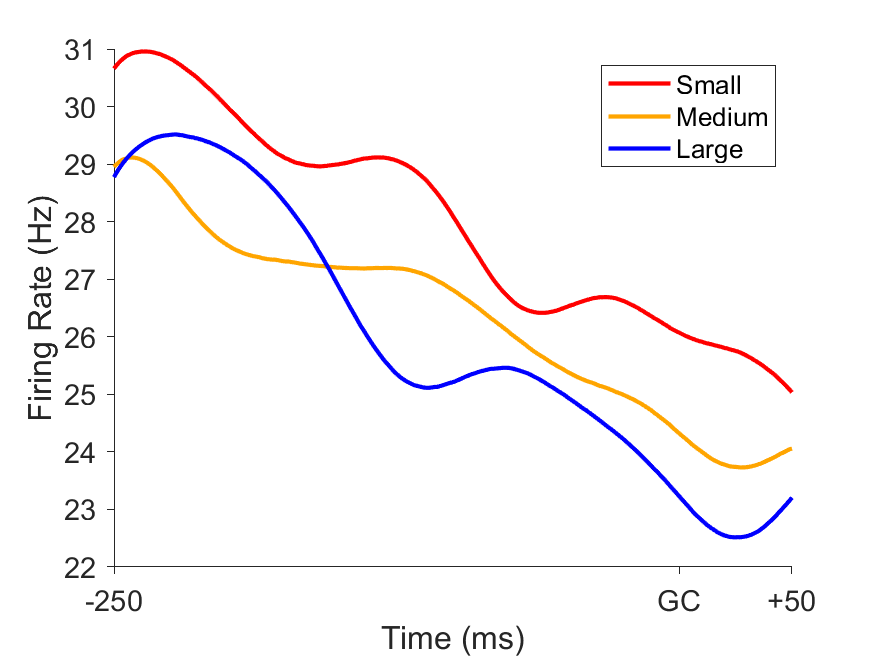 31
30
29
28
27
26
25
24
23
22
Firing Rate (Hz)
Small
Medium
Large
-250
GC
+50
Time (ms)